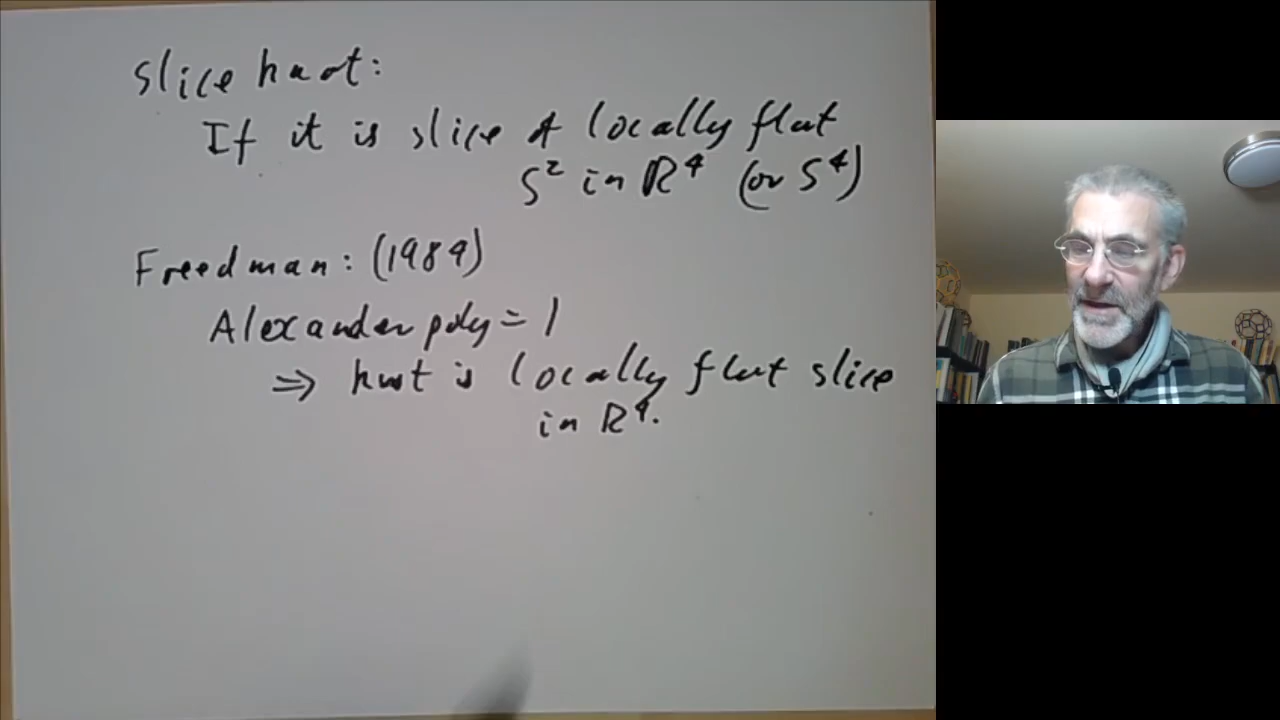 slice knot:
If it is slice of locally flat
S² in R⁴ (or S⁴)
Freedman: (1984)
Alexander poly = 1
⇒ knot is locally flat slice
in R⁴.